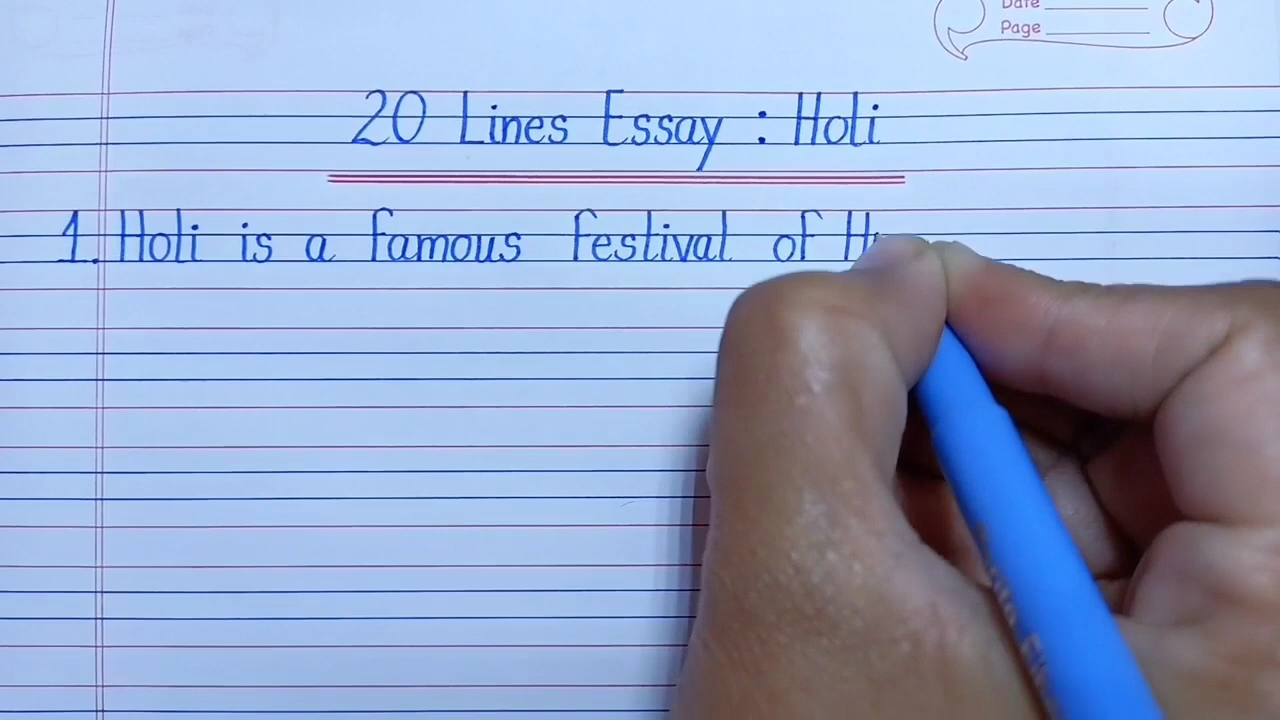 Date
Page
20 Lines Essay : Holi
1. Holi is a famous festival of